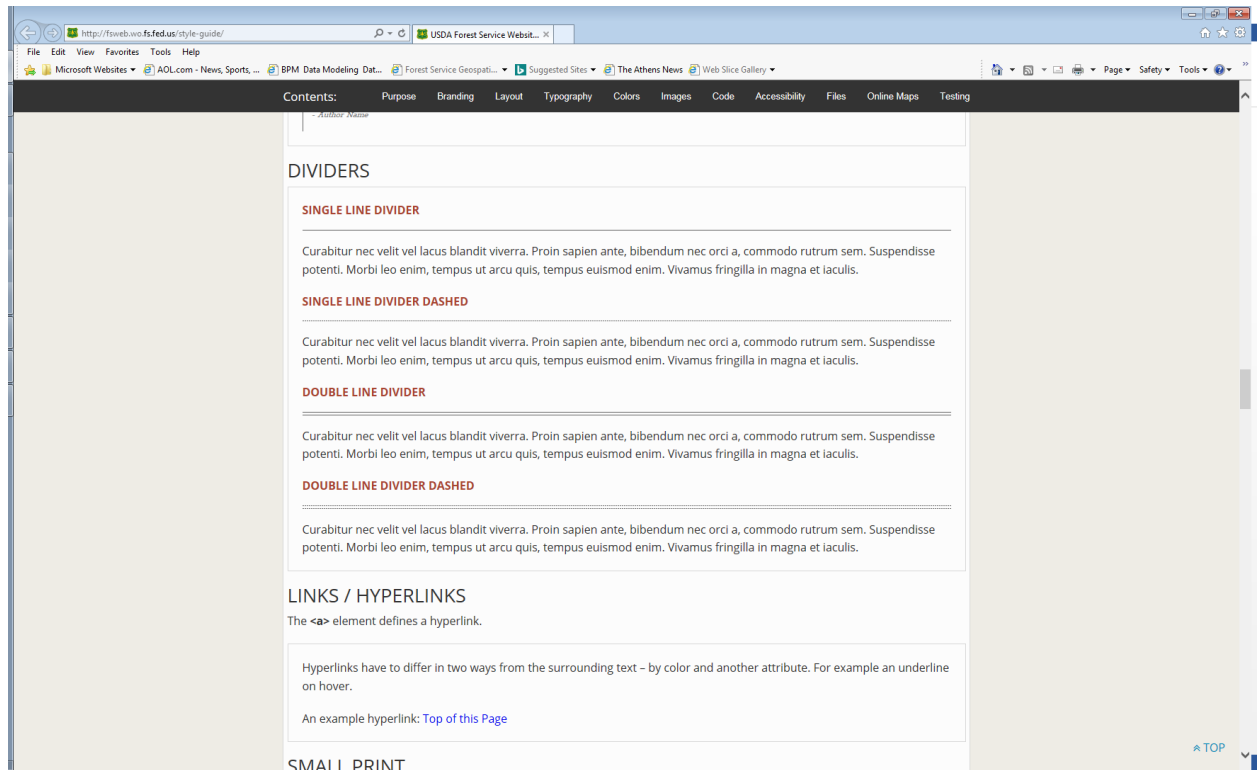 http://fsweb.wo.fs.fed.us/style-guide/
USDA Forest Service Websit...
File Edit View Favorites Tools Help
Microsoft Websites AOL.com - News, Sports, ... BPM Data Modeling Dat... Forest Service Geospati... Suggested Sites The Athens News Web Slice Gallery Page Safety Tools
Contents: Purpose Branding Layout Typography Colors Images Code Accessibility Files Online Maps Testing
– Author Name
DIVIDERS
SINGLE LINE DIVIDER
Curabitur nec velit vel lacus blandit viverra. Proin sapien ante, bibendum nec orci a, commodo rutrum sem. Suspendisse
potenti. Morbi leo enim, tempus ut arcu quis, tempus euismod enim. Vivamus fringilla in magna et iaculis.
SINGLE LINE DIVIDER DASHED
Curabitur nec velit vel lacus blandit viverra. Proin sapien ante, bibendum nec orci a, commodo rutrum sem. Suspendisse
potenti. Morbi leo enim, tempus ut arcu quis, tempus euismod enim. Vivamus fringilla in magna et iaculis.
DOUBLE LINE DIVIDER
Curabitur nec velit vel lacus blandit viverra. Proin sapien ante, bibendum nec orci a, commodo rutrum sem. Suspendisse
potenti. Morbi leo enim, tempus ut arcu quis, tempus euismod enim. Vivamus fringilla in magna et iaculis.
DOUBLE LINE DIVIDER DASHED
Curabitur nec velit vel lacus blandit viverra. Proin sapien ante, bibendum nec orci a, commodo rutrum sem. Suspendisse
potenti. Morbi leo enim, tempus ut arcu quis, tempus euismod enim. Vivamus fringilla in magna et iaculis.
LINKS / HYPERLINKS
The <a> element defines a hyperlink.
Hyperlinks have to differ in two ways from the surrounding text – by color and another attribute. For example an underline
on hover.
An example hyperlink: Top of this Page
TOP
SMALL PRINT